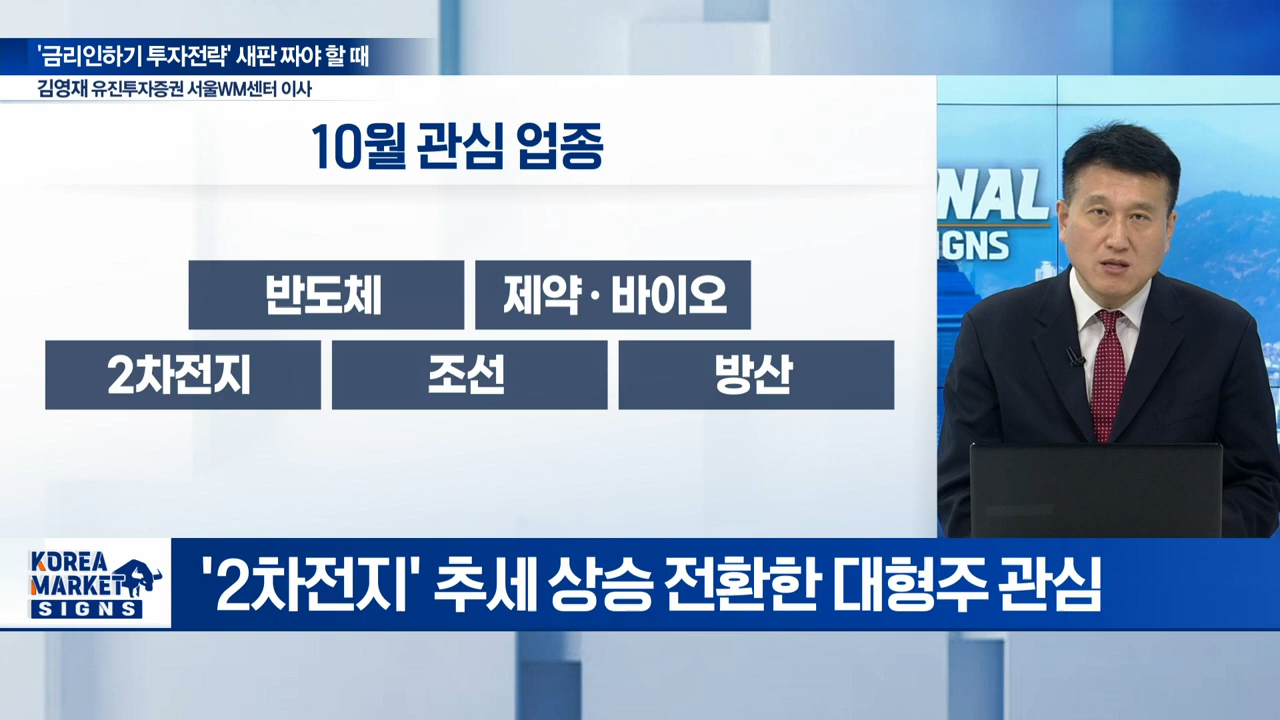 '금리인하기 투자전략' 새판 짜야 할 때
김영재 유진투자증권 서울WM센터 이사
10월 관심 업종
반도체
제약·바이오
2차전지
조선
방산
NAL
IGNS
KOREA
MARKET
SIGNS
'2차전지' 추세 상승 전환한 대형주 관심